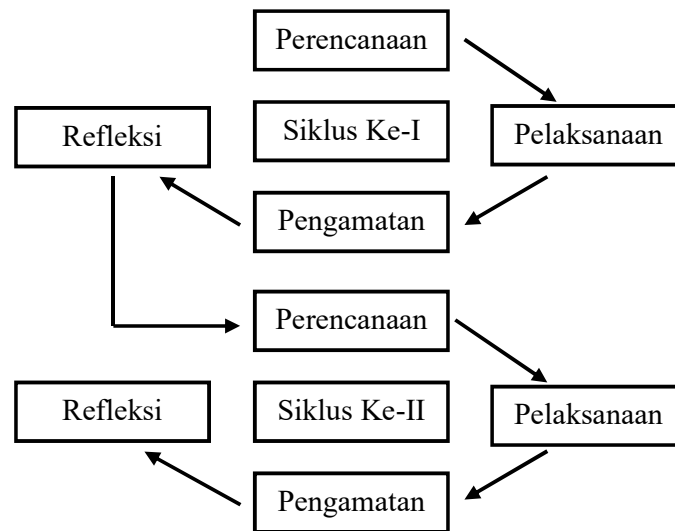 Perencanaan
Refleksi
Siklus Ke-I
Pelaksanaan
Pengamatan
Perencanaan
Refleksi
Siklus Ke-II
Pelaksanaan
Pengamatan